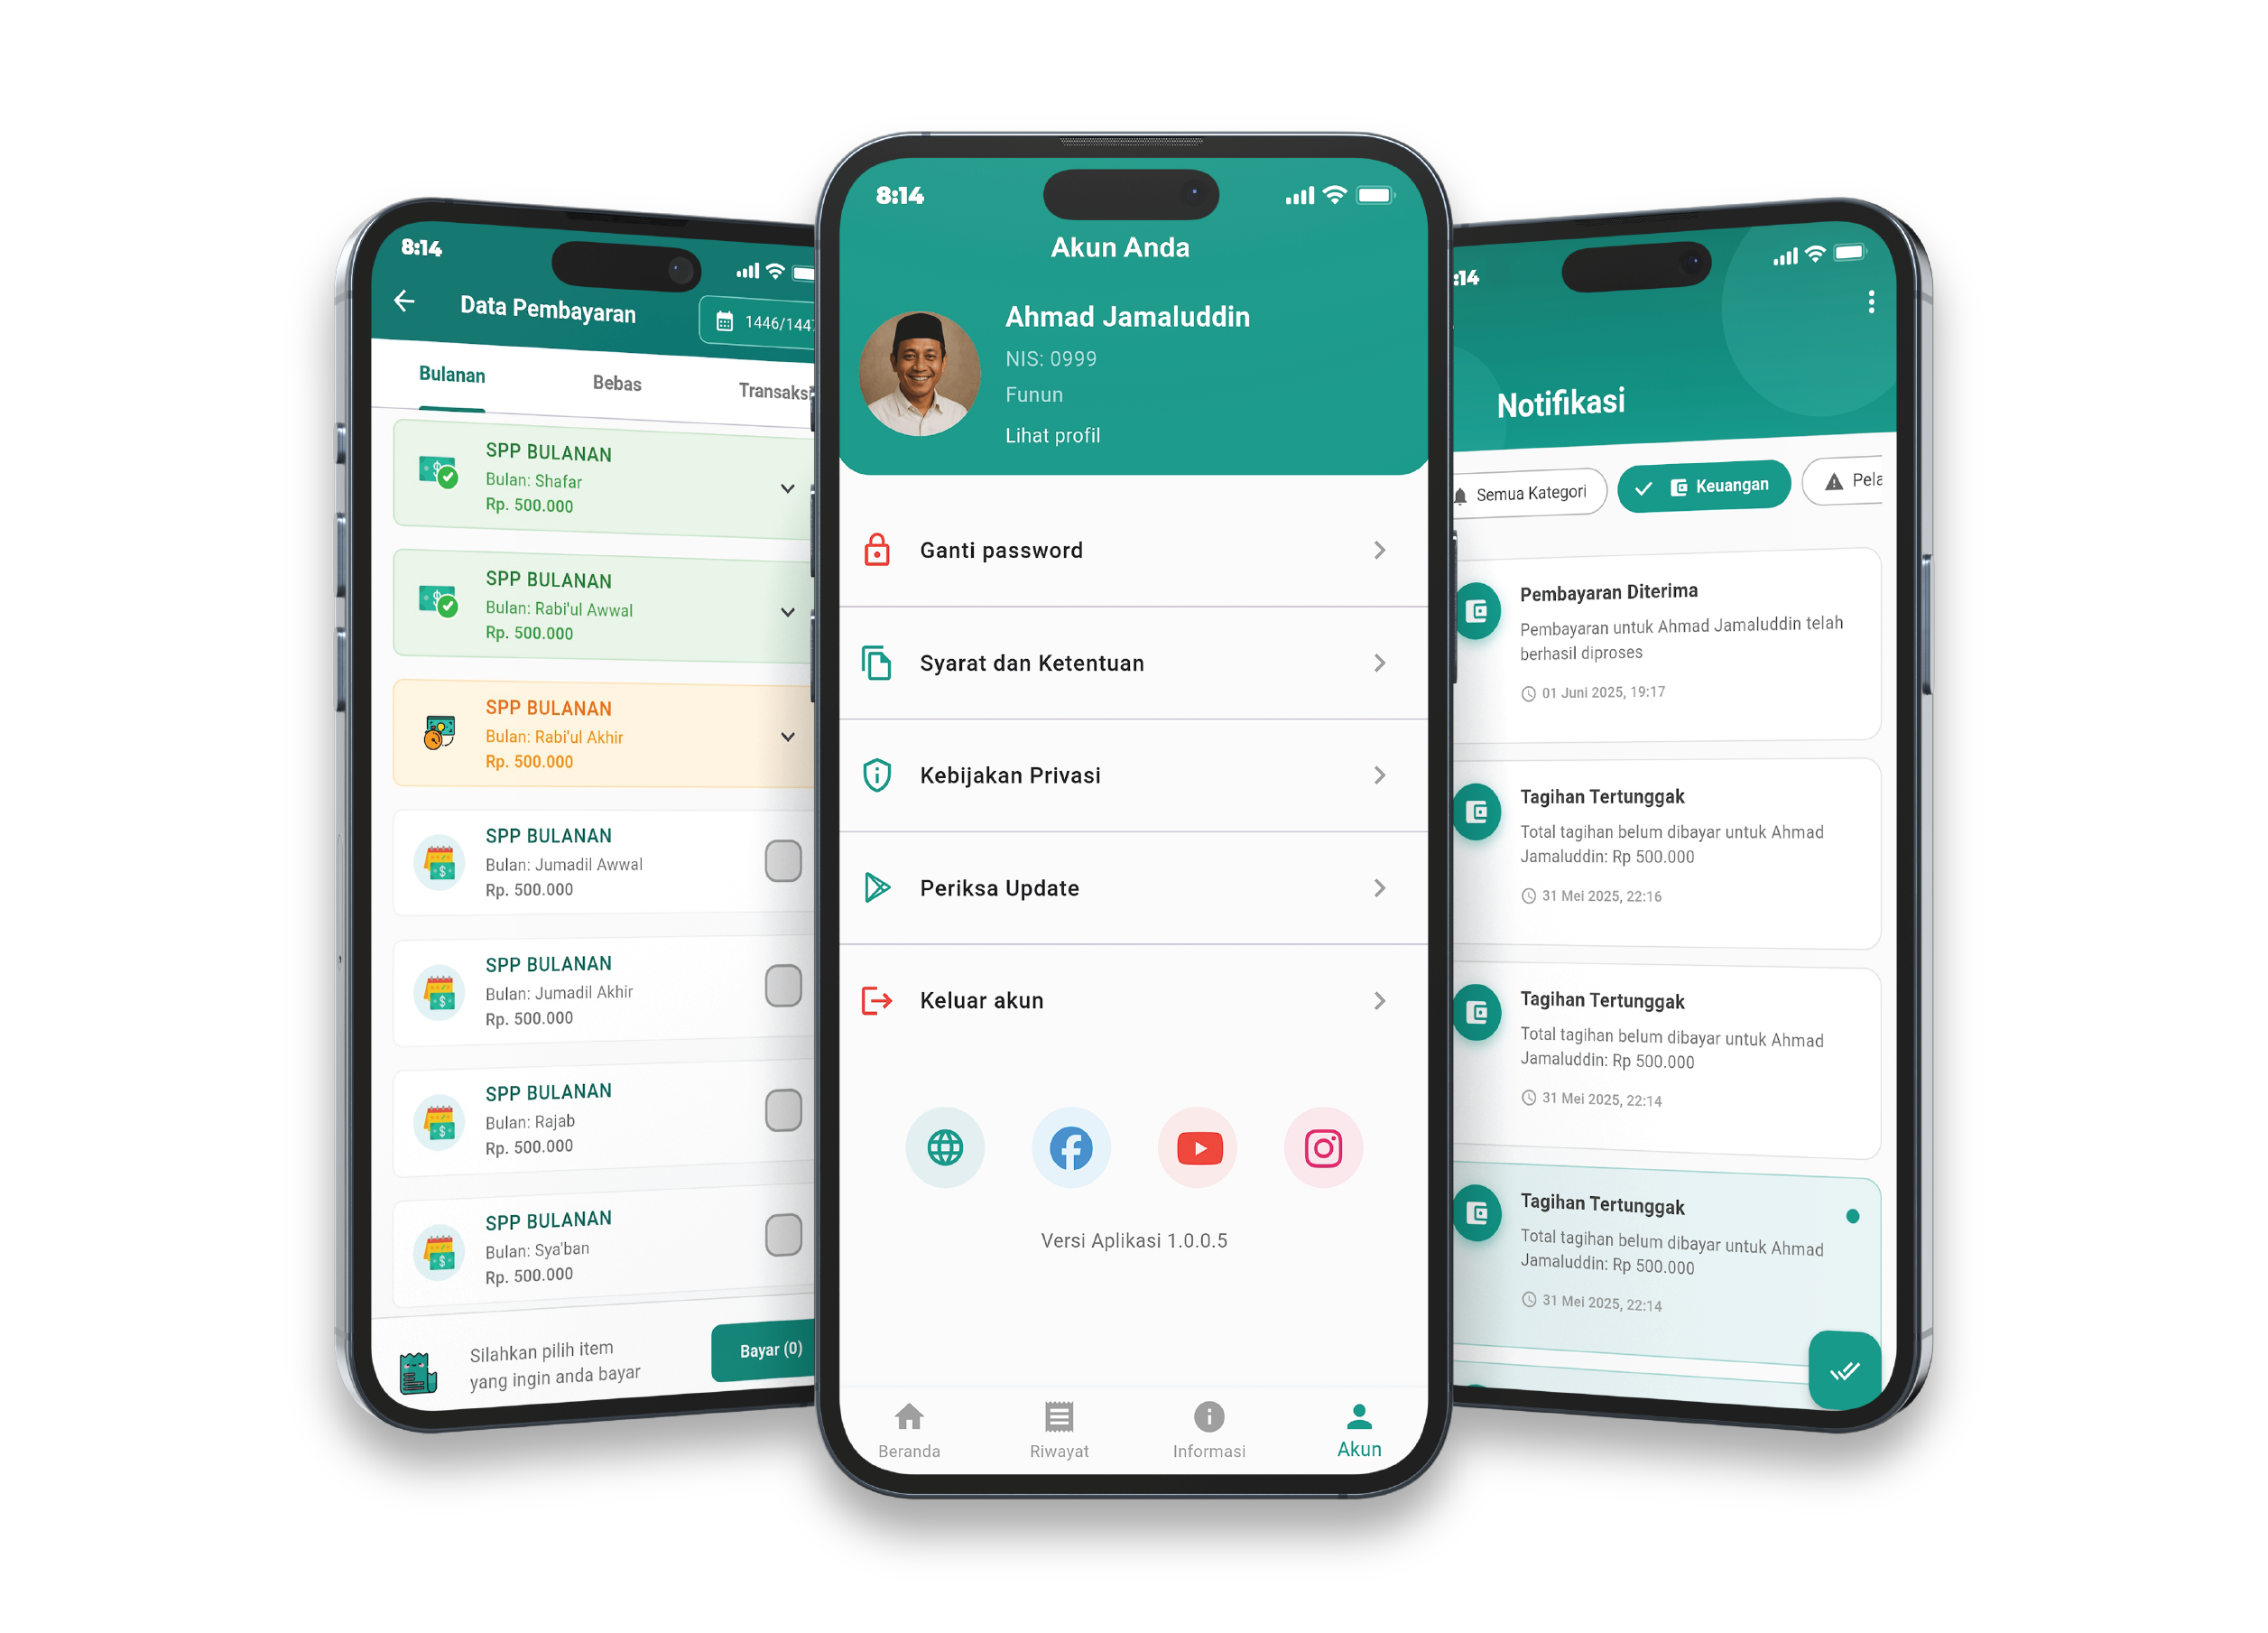 8:14
Data Pembayaran
1446/1447
Bulanan
Bebas
Transaksi
SPP BULANAN
Bulan: Shafar
Rp. 500.000
SPP BULANAN
Bulan: Rabi'ul Awwal
Rp. 500.000
SPP BULANAN
Bulan: Rabi'ul Akhir
Rp. 500.000
SPP BULANAN
Bulan: Jumadil Awwal
Rp. 500.000
SPP BULANAN
Bulan: Jumadil Akhir
Rp. 500.000
SPP BULANAN
Bulan: Rajab
Rp. 500.000
SPP BULANAN
Bulan: Sya'ban
Rp. 500.000
Silahkan pilih item
yang ingin anda bayar
Bayar (0)
8:14
Akun Anda
Ahmad Jamaluddin
NIS: 0999
Funun
Lihat profil
Ganti password
Syarat dan Ketentuan
Kebijakan Privasi
Periksa Update
Keluar akun
Versi Aplikasi 1.0.0.5
Beranda
Riwayat
Informasi
Akun
:14
Notifikasi
Semua Kategori
Keuangan
Pela
Pembayaran Diterima
Pembayaran untuk Ahmad Jamaluddin telah
berhasil diproses
01 Juni 2025, 19:17
Tagihan Tertunggak
Total tagihan belum dibayar untuk Ahmad
Jamaluddin: Rp 500.000
31 Mei 2025, 22:16
Tagihan Tertunggak
Total tagihan belum dibayar untuk Ahmad
Jamaluddin: Rp 500.000
31 Mei 2025, 22:14
Tagihan Tertunggak
Total tagihan belum dibayar untuk Ahmad
Jamaluddin: Rp 500.000
31 Mei 2025, 22:14